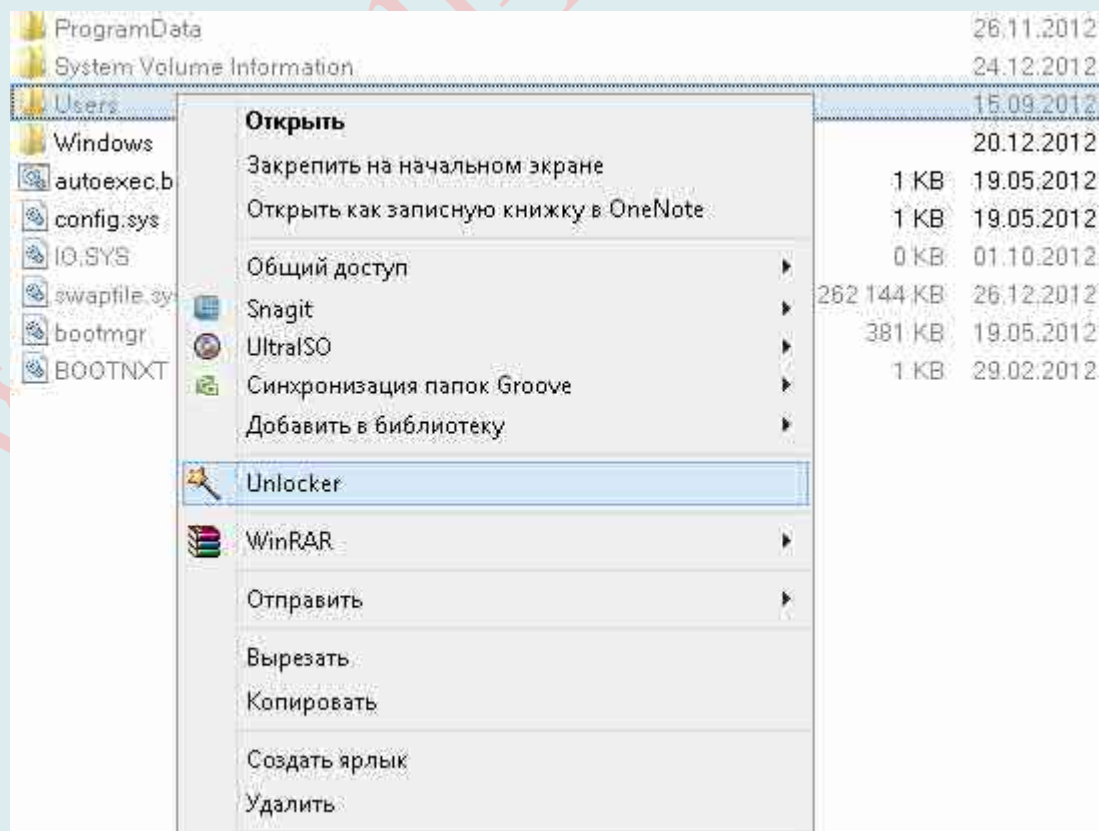 ProgramData 26.11.2012
System Volume Information 24.12.2012
Users 15.09.2012
Windows 20.12.2012
autoexec.b 1 KB 19.05.2012
config.sys 1 KB 19.05.2012
IO.SYS 0 KB 01.10.2012
swapfile.sy 262 144 KB 26.12.2012
bootmgr 381 KB 19.05.2012
BOOTNXT 1 KB 29.02.2012
Открыть
Закрепить на начальном экране
Открыть как записную книжку в OneNote
Общий доступ
Snagit
UltraISO
Синхронизация папок Groove
Добавить в библиотеку
Unlocker
WinRAR
Отправить
Вырезать
Копировать
Создать ярлык
Удалить